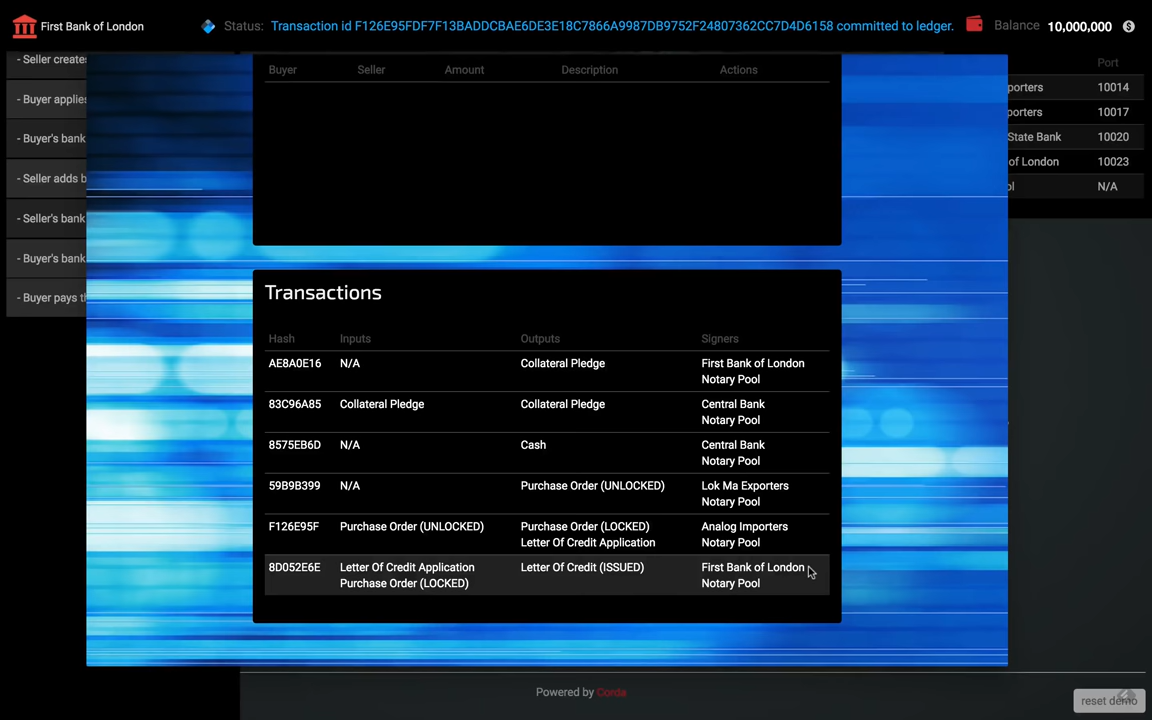 First Bank of London
Status: Transaction id F126E95FDF7F13BADDCBAE6DE3E18C7866A9987DB9752F24807362CC7D4D6158 committed to ledger.
Balance 10,000,000
- Seller creates
- Buyer applies
- Buyer's bank
- Seller adds b
- Seller's bank
- Buyer's bank
- Buyer pays th
Buyer Seller Amount Description Actions
Port
porters 10014
porters 10017
State Bank 10020
of London 10023
ol N/A
Transactions
Hash Inputs Outputs Signers
AE8A0E16 N/A Collateral Pledge First Bank of London
Notary Pool
83C96A85 Collateral Pledge Collateral Pledge Central Bank
Notary Pool
8575EB6D N/A Cash Central Bank
Notary Pool
59B9B399 N/A Purchase Order (UNLOCKED) Lok Ma Exporters
Notary Pool
F126E95F Purchase Order (UNLOCKED) Purchase Order (LOCKED) Analog Importers
Letter Of Credit Application Notary Pool
8D052E6E Letter Of Credit Application Letter Of Credit (ISSUED) First Bank of London
Purchase Order (LOCKED) Notary Pool
Powered by Corda
reset demo